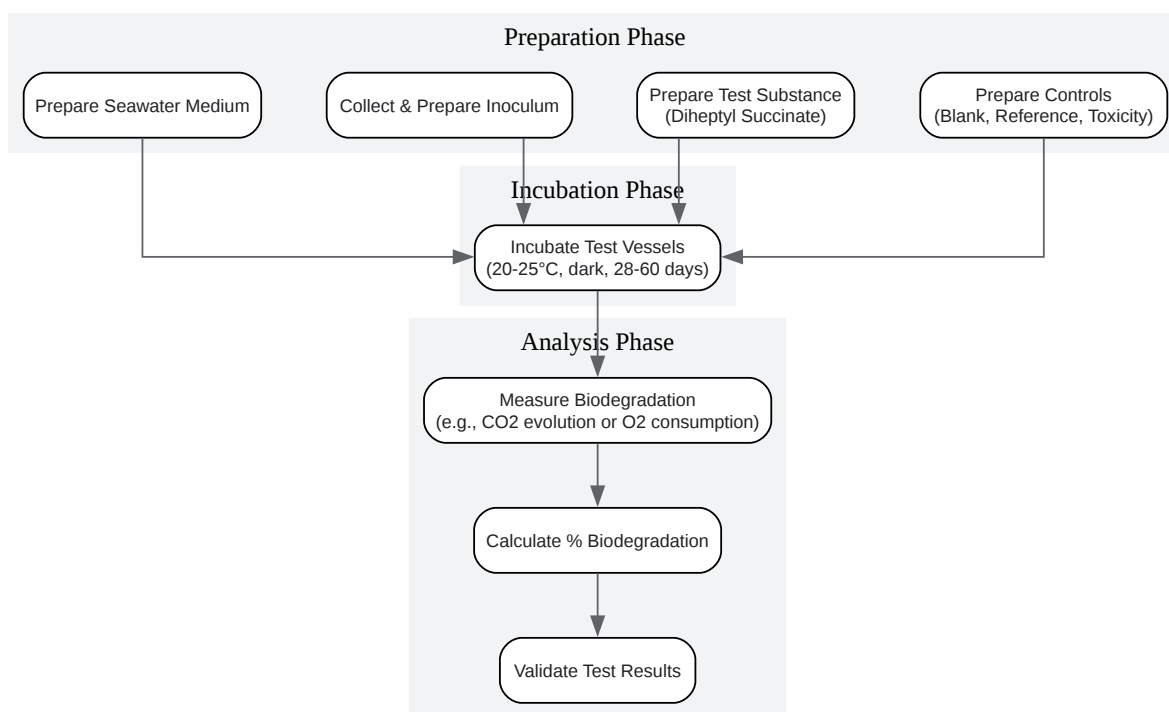 Preparation Phase
Prepare Seawater Medium
Collect & Prepare Inoculum
Prepare Test Substance
(Diheptyl Succinate)
Prepare Controls
(Blank, Reference, Toxicity)
Incubation Phase
Incubate Test Vessels
(20-25°C, dark, 28-60 days)
Analysis Phase
Measure Biodegradation
(e.g., CO2 evolution or O2 consumption)
Calculate % Biodegradation
Validate Test Results